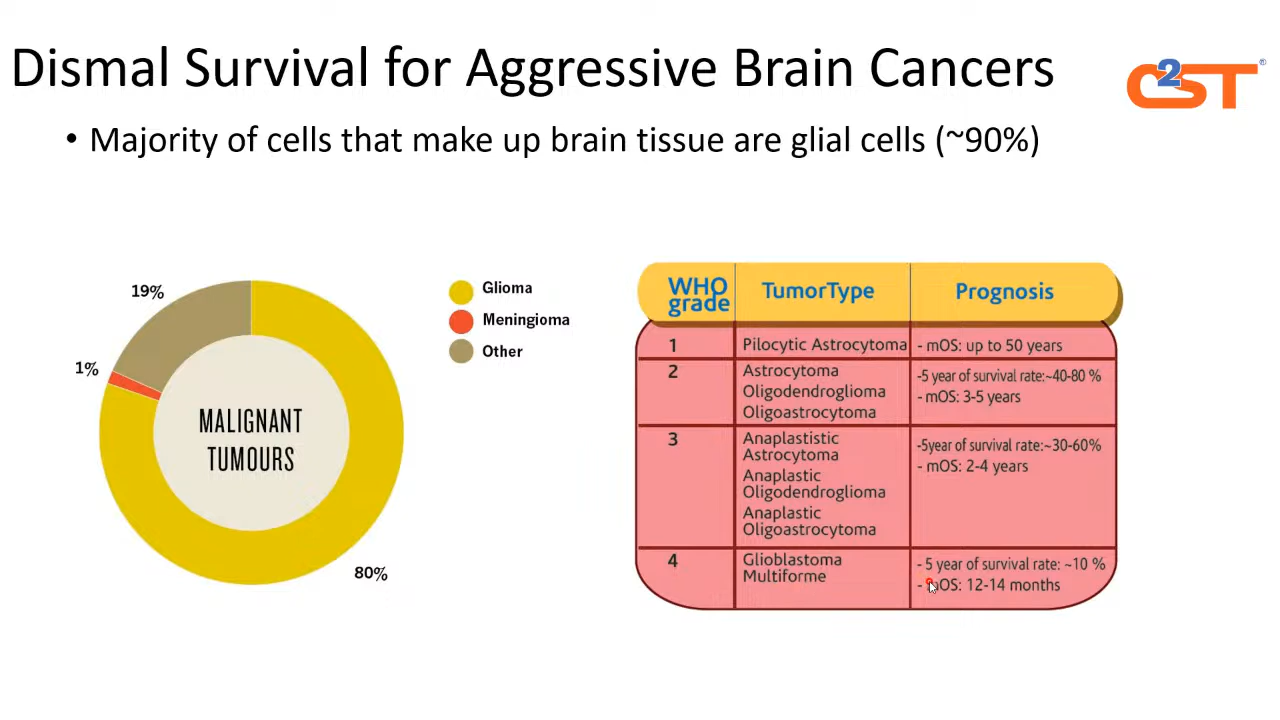 Dismal Survival for Aggressive Brain Cancers
C2ST®
• Majority of cells that make up brain tissue are glial cells (~90%)
19%
1%
80%
MALIGNANT
TUMOURS
Glioma
Meningioma
Other
WHO
grade
TumorType
Prognosis
1
Pilocytic Astrocytoma
- mOS: up to 50 years
2
Astrocytoma
Oligodendroglioma
Oligoastrocytoma
-5 year of survival rate:~40-80 %
- mOS: 3-5 years
3
Anaplastistic
Astrocytoma
Anaplastic
Oligodendroglioma
Anaplastic
Oligoastrocytoma
-5year of survival rate:~30-60%
- mOS: 2-4 years
4
Glioblastoma
Multiforme
- 5 year of survival rate: ~10 %
- mOS: 12-14 months